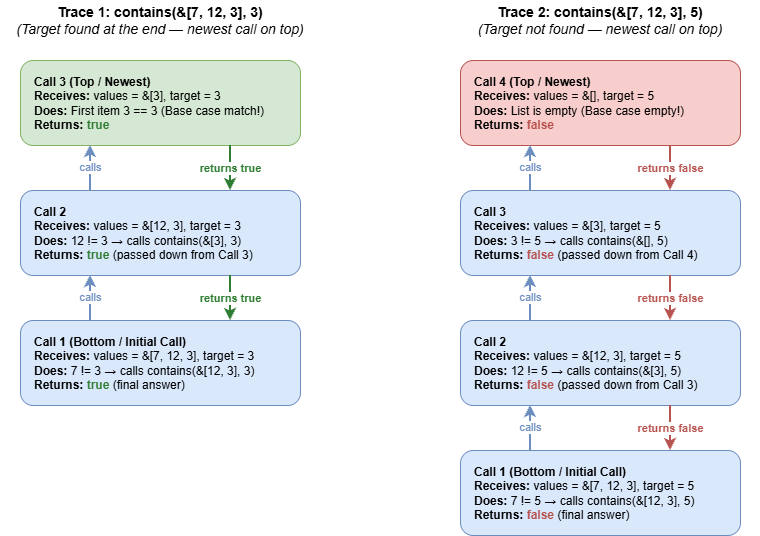 Trace 1: contains(&[7, 12, 3], 3)
(Target found at the end — newest call on top)
Call 3 (Top / Newest)
Receives: values = &[3], target = 3
Does: First item 3 == 3 (Base case match!)
Returns: true
calls
returns true
Call 2
Receives: values = &[12, 3], target = 3
Does: 12 != 3 → calls contains(&[3], 3)
Returns: true (passed down from Call 3)
calls
returns true
Call 1 (Bottom / Initial Call)
Receives: values = &[7, 12, 3], target = 3
Does: 7 != 3 → calls contains(&[12, 3], 3)
Returns: true (final answer)
Trace 2: contains(&[7, 12, 3], 5)
(Target not found — newest call on top)
Call 4 (Top / Newest)
Receives: values = &[], target = 5
Does: List is empty (Base case empty!)
Returns: false
calls
returns false
Call 3
Receives: values = &[3], target = 5
Does: 3 != 5 → calls contains(&[], 5)
Returns: false (passed down from Call 4)
calls
returns false
Call 2
Receives: values = &[12, 3], target = 5
Does: 12 != 5 → calls contains(&[3], 5)
Returns: false (passed down from Call 3)
calls
returns false
Call 1 (Bottom / Initial Call)
Receives: values = &[7, 12, 3], target = 5
Does: 7 != 5 → calls contains(&[12, 3], 5)
Returns: false (final answer)